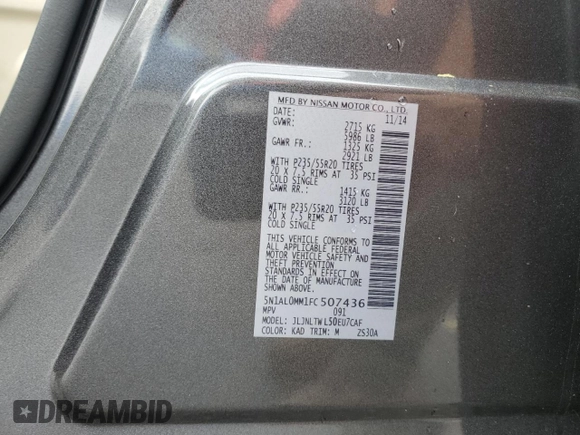 MFD BY NISSAN MOTOR CO., LTD.
DATE: 11/14
GVWR: 2715 KG
5986 LB
GAWR FR.: 1325 KG
2921 LB
WITH P235/55R20 TIRES
20 x 7.5 RIMS AT 35 PSI
COLD SINGLE
GAWR RR.: 1415 KG
3120 LB
WITH P235/55R20 TIRES
20 x 7.5 RIMS AT 35 PSI
COLD SINGLE
THIS VEHICLE CONFORMS TO
ALL APPLICABLE FEDERAL
MOTOR VEHICLE SAFETY AND
THEFT PREVENTION
STANDARDS IN EFFECT ON
THE DATE OF MANUFACTURE
SHOWN ABOVE.
5N1AL0MM1FC507436
MPV 091
MODEL: JLJNLTWL50EU7CAF
COLOR: KAD TRIM: M ZS30A
DREAMBID